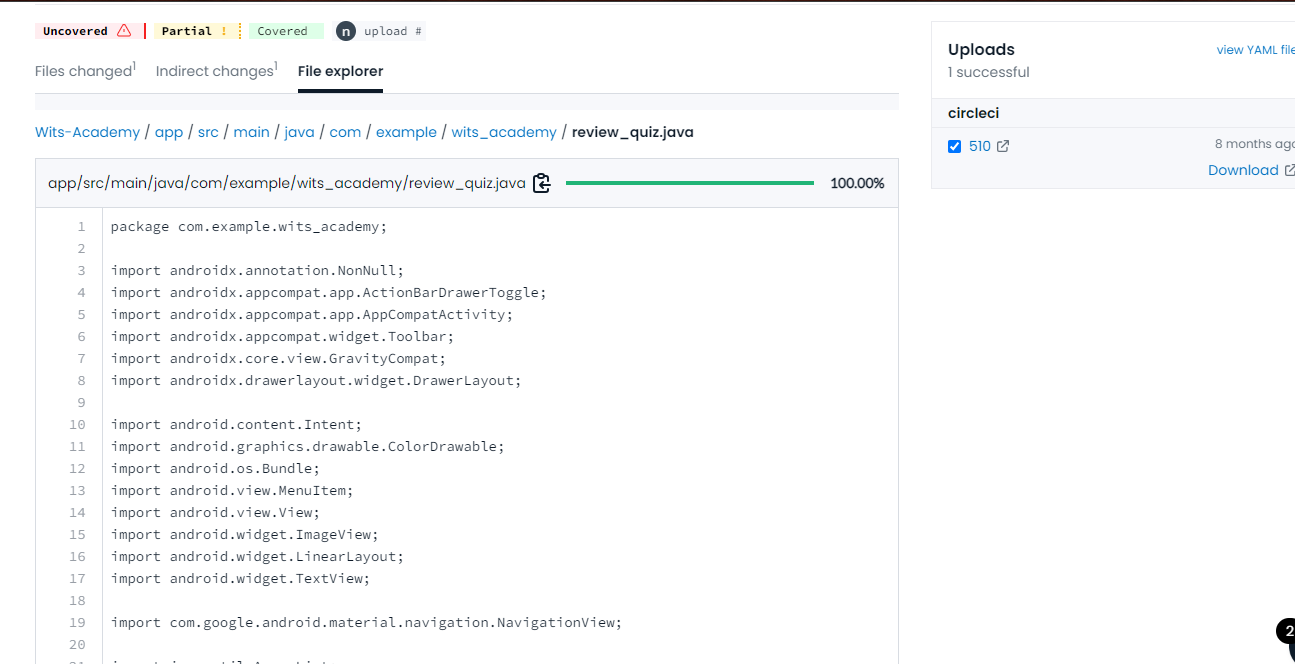 Uncovered Partial ! Covered n upload #
Files changed1 Indirect changes1 File explorer
Wits-Academy / app / src / main / java / com / example / wits_academy / review_quiz.java
app/src/main/java/com/example/wits_academy/review_quiz.java 100.00%
1 package com.example.wits_academy;
2
3 import androidx.annotation.NonNull;
4 import androidx.appcompat.app.ActionBarDrawerToggle;
5 import androidx.appcompat.app.AppCompatActivity;
6 import androidx.appcompat.widget.Toolbar;
7 import androidx.core.view.GravityCompat;
8 import androidx.drawerlayout.widget.DrawerLayout;
9
10 import android.content.Intent;
11 import android.graphics.drawable.ColorDrawable;
12 import android.os.Bundle;
13 import android.view.MenuItem;
14 import android.view.View;
15 import android.widget.ImageView;
16 import android.widget.LinearLayout;
17 import android.widget.TextView;
18
19 import com.google.android.material.navigation.NavigationView;
20
Uploads view YAML file
1 successful
circleci
510 8 months ago
Download
2